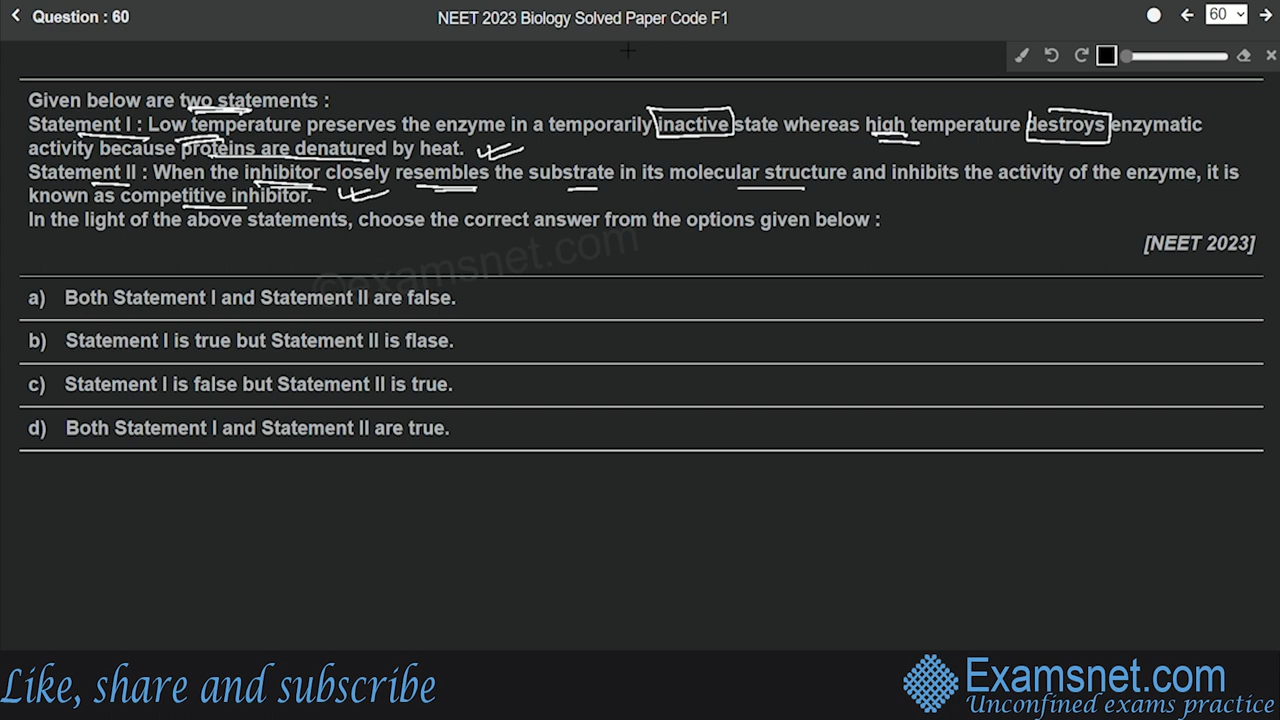 Question : 60
NEET 2023 Biology Solved Paper Code F1
60
Given below are two statements :
Statement I : Low temperature preserves the enzyme in a temporarily inactive state whereas high temperature destroys enzymatic
activity because proteins are denatured by heat.
Statement II : When the inhibitor closely resembles the substrate in its molecular structure and inhibits the activity of the enzyme, it is
known as competitive inhibitor.
In the light of the above statements, choose the correct answer from the options given below :
[NEET 2023]
©examsnet.com
a) Both Statement I and Statement II are false.
b) Statement I is true but Statement II is flase.
c) Statement I is false but Statement II is true.
d) Both Statement I and Statement II are true.
Like, share and subscribe
Examsnet.com
Unconfined exams practice